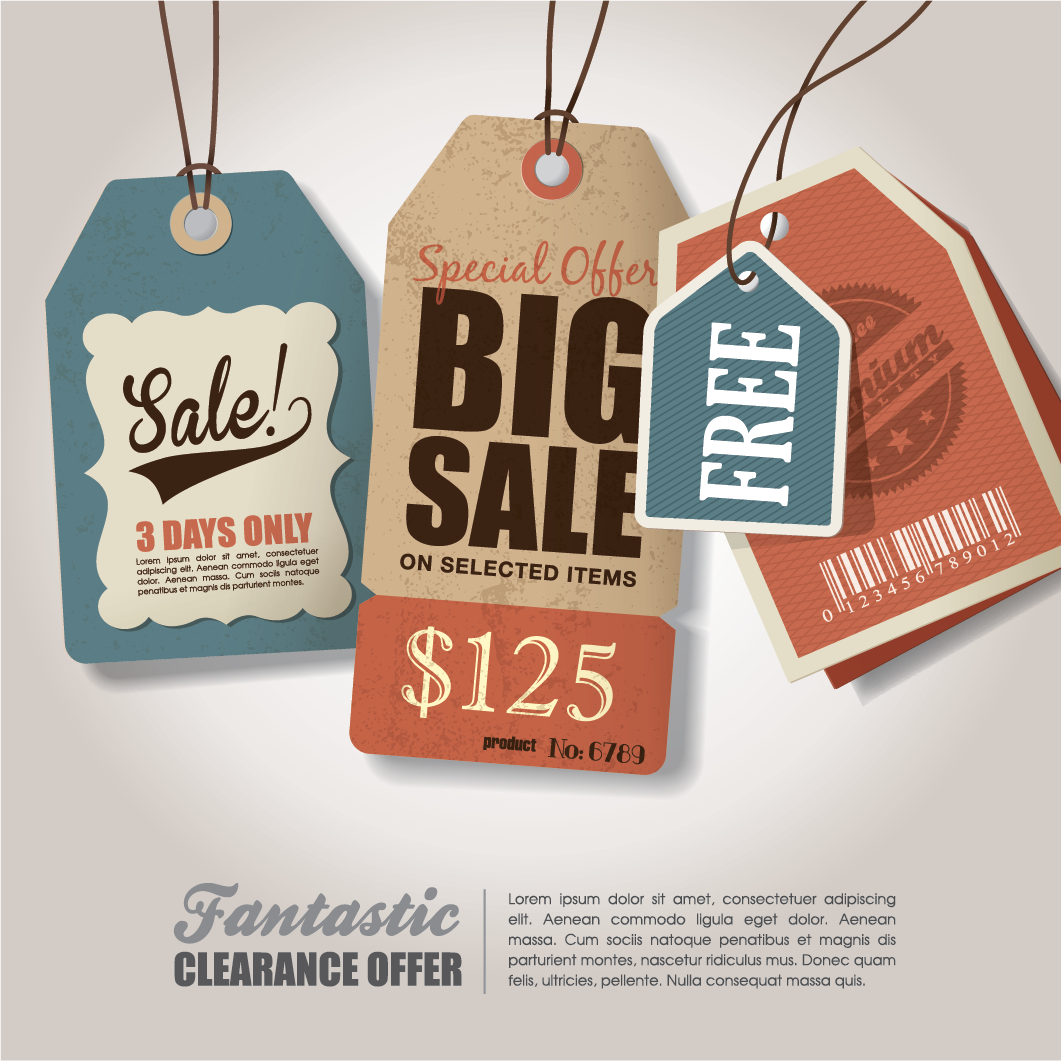 Sale!
3 DAYS ONLY
Lorem ipsum dolor sit amet, consectetuer
adipiscing elit. Aenean commodo ligula eget
dolor. Aenean massa. Cum sociis natoque
penatibus et magnis dis parturient montes.
Special Offer
BIG
SALE
ON SELECTED ITEMS
$125
product No: 6789
FREE
0 123456 789012
Fantastic
CLEARANCE OFFER
Lorem ipsum dolor sit amet, consectetuer adipiscing
elit. Aenean commodo ligula eget dolor. Aenean
massa. Cum sociis natoque penatibus et magnis dis
parturient montes, nascetur ridiculus mus. Donec quam
felis, ultricies, pellente. Nulla consequat massa quis.